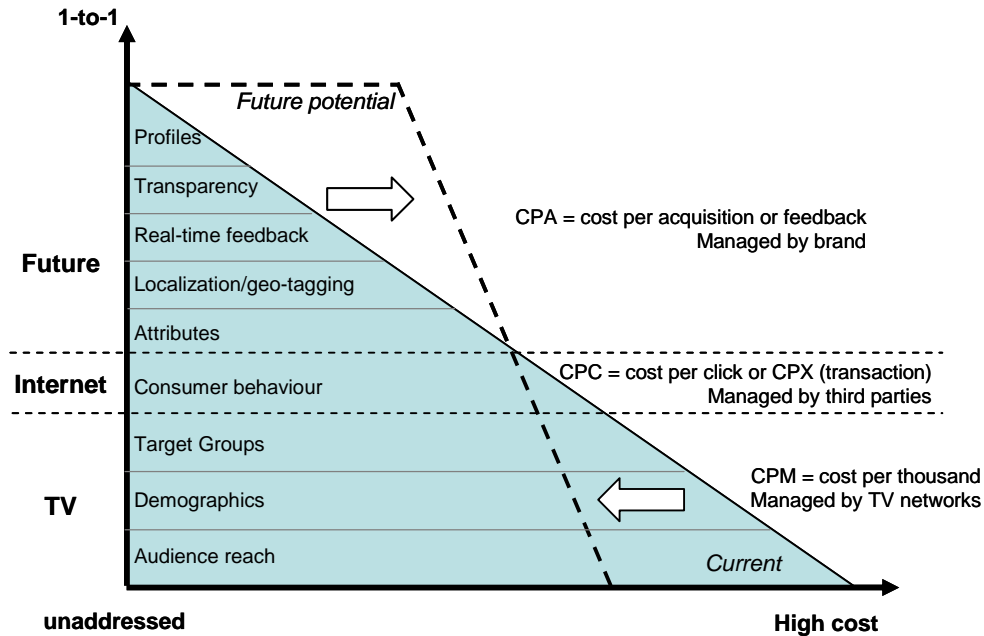 1-to-1
Future potential
Profiles
Transparency
Real-time feedback
Localization/geo-tagging
Attributes
Future
CPA = cost per acquisition or feedback
Managed by brand
Internet
Consumer behaviour
CPC = cost per click or CPX (transaction)
Managed by third parties
Target Groups
Demographics
Audience reach
TV
CPM = cost per thousand
Managed by TV networks
Current
unaddressed
High cost